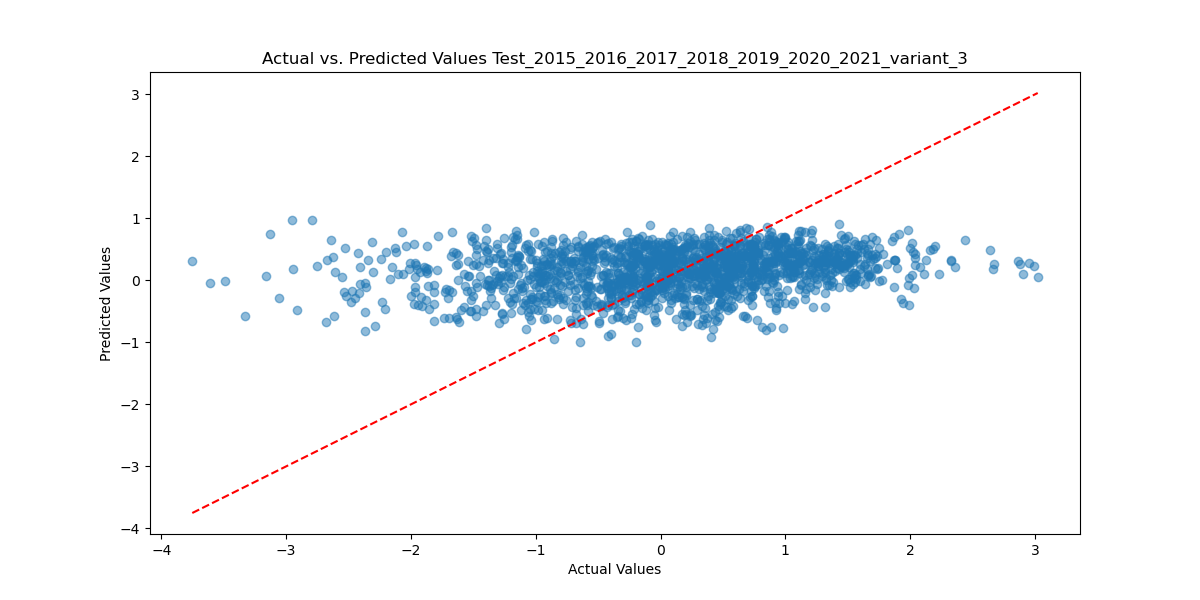 Actual vs. Predicted Values Test_2015_2016_2017_2018_2019_2020_2021_variant_3
3
2
1
0
−1
−2
−3
−4
Predicted Values
−4 −3 −2 −1 0 1 2 3
Actual Values